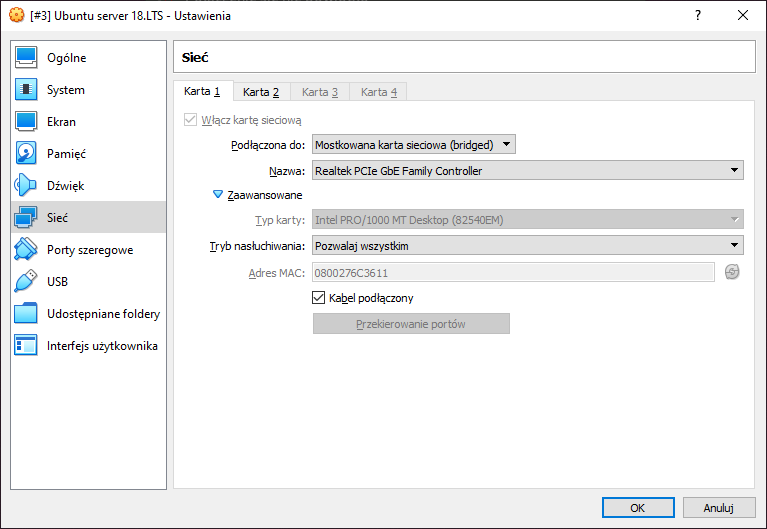 [#3] Ubuntu server 18.LTS - Ustawienia
?
Ogólne
System
Ekran
Pamięć
Dźwięk
Sieć
Porty szeregowe
USB
Udostępniane foldery
Interfejs użytkownika
Sieć
Karta 1 Karta 2 Karta 3 Karta 4
Włącz kartę sieciową
Podłączona do: Mostkowana karta sieciowa (bridged)
Nazwa: Realtek PCIe GbE Family Controller
Zaawansowane
Typ karty: Intel PRO/1000 MT Desktop (82540EM)
Tryb nasłuchiwania: Pozwalaj wszystkim
Adres MAC: 0800276C3611
Kabel podłączony
Przekierowanie portów
OK Anuluj